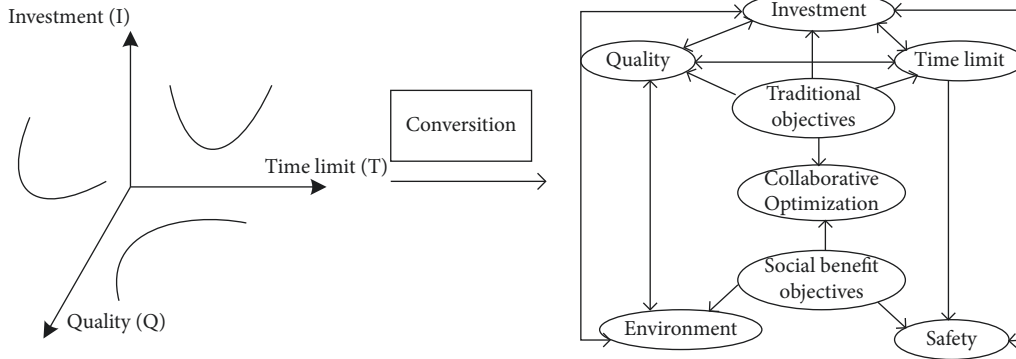 Investment (I)
Time limit (T)
Quality (Q)
Conversition
Investment
Quality
Time limit
Traditional
objectives
Collaborative
Optimization
Social benefit
objectives
Environment
Safety